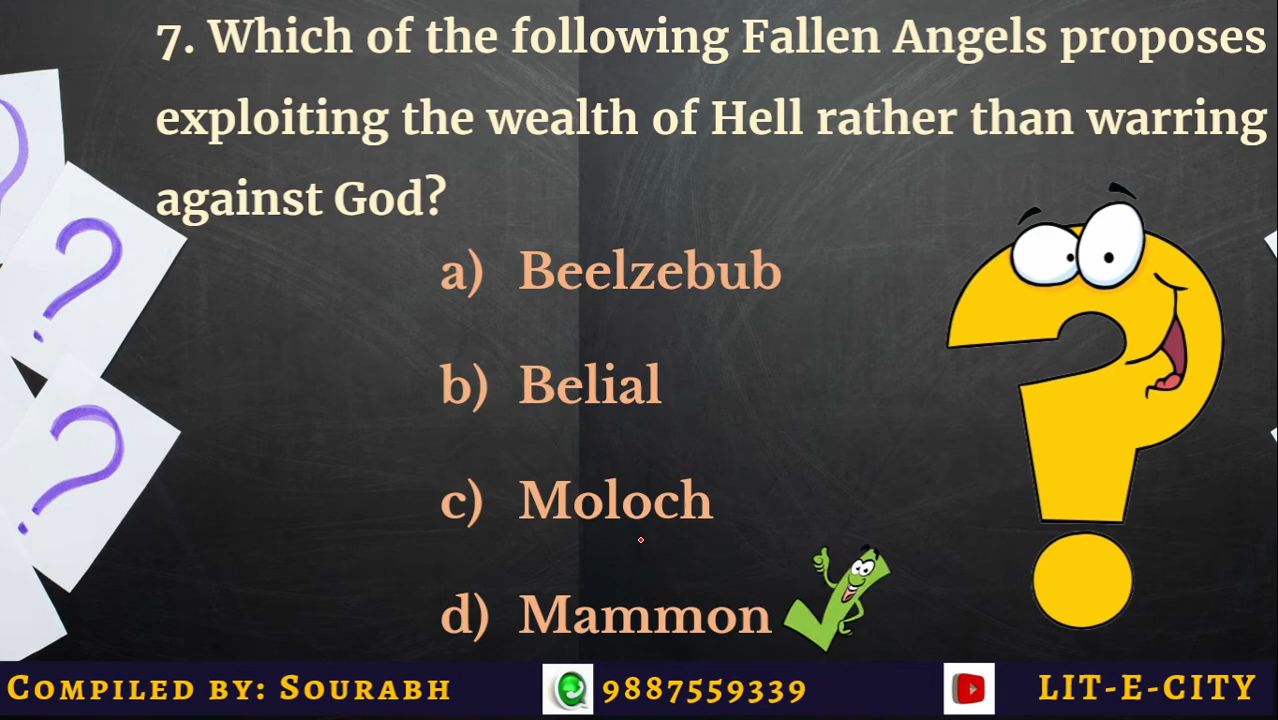 7. Which of the following Fallen Angels proposes
exploiting the wealth of Hell rather than warring
against God?
a) Beelzebub
b) Belial
c) Moloch
d) Mammon
COMPILED BY: SOURABH 9887559339 LIT-E-CITY